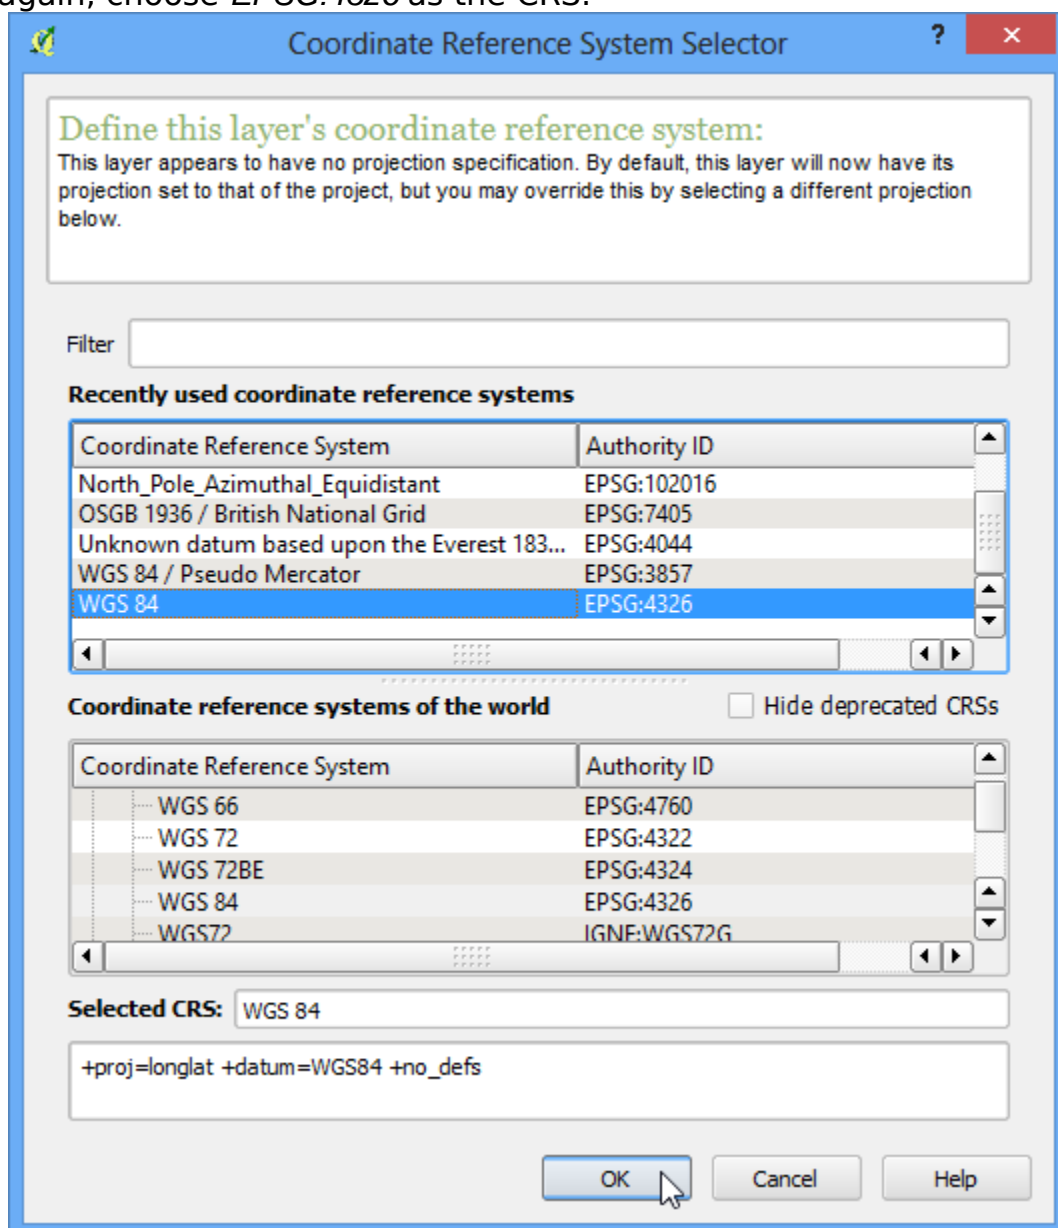 again, choose EPSG:4326 as the CRS.
Coordinate Reference System Selector
?
×
Define this layer's coordinate reference system:
This layer appears to have no projection specification. By default, this layer will now have its
projection set to that of the project, but you may override this by selecting a different projection
below.
Filter
Recently used coordinate reference systems
Coordinate Reference System Authority ID
North_Pole_Azimuthal_Equidistant EPSG:102016
OSGB 1936 / British National Grid EPSG:7405
Unknown datum based upon the Everest 183... EPSG:4044
WGS 84 / Pseudo Mercator EPSG:3857
WGS 84 EPSG:4326
Coordinate reference systems of the world Hide deprecated CRSs
Coordinate Reference System Authority ID
WGS 66 EPSG:4760
WGS 72 EPSG:4322
WGS 72BE EPSG:4324
WGS 84 EPSG:4326
WGS72 IGNF:WGS72G
Selected CRS: WGS 84
+proj=longlat +datum=WGS84 +no_defs
OK Cancel Help